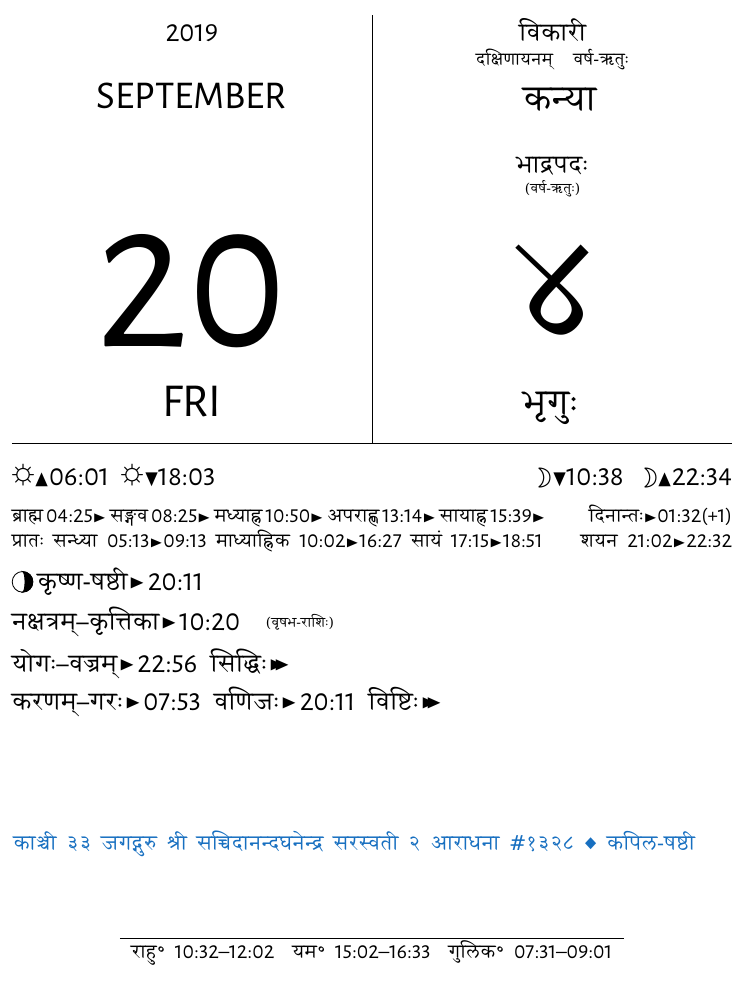 2019
SEPTEMBER
20
FRI
विकारी
दक्षिणायनम् वर्ष-ऋतुः
कन्या
भाद्रपदः
(वर्ष-ऋतुः)
४
भृगुः
☼▲06:01 ☼▼18:03 ☽▼10:38 ☽▲22:34
ब्राह्म 04:25► सङ्गव 08:25► मध्याह्न 10:50► अपराह्ण 13:14► सायाह्न 15:39► दिनान्तः►01:32(+1)
प्रातः सन्ध्या 05:13►09:13 माध्याह्निक 10:02►16:27 सायं 17:15►18:51 शयन 21:02►22:32
कृष्ण-षष्ठी►20:11
नक्षत्रम्–कृत्तिका►10:20 (वृषभ-राशिः)
योगः–वज्रम्►22:56 सिद्धिः►►
करणम्–गरः►07:53 वणिजः►20:11 विष्टिः►►
काञ्ची ३३ जगद्गुरु श्री सच्चिदानन्दघनेन्द्र सरस्वती २ आराधना #१३२८ ◆ कपिल-षष्ठी
राहु॰ 10:32–12:02 यम॰ 15:02–16:33 गुलिक॰ 07:31–09:01